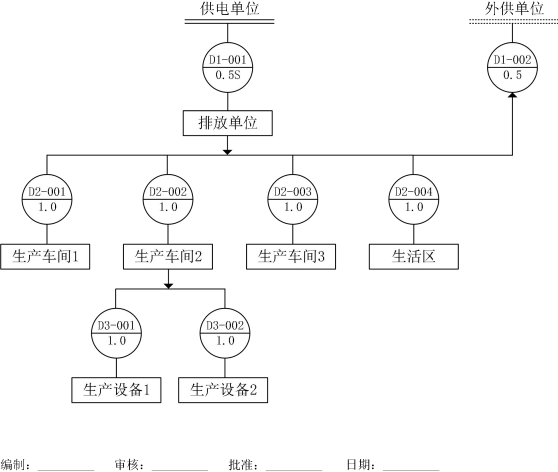 供电单位
外供单位
D1-001
0.5S
D1-002
0.5
排放单位
D2-001
1.0
D2-002
1.0
D2-003
1.0
D2-004
1.0
生产车间1
生产车间2
生产车间3
生活区
D3-001
1.0
D3-002
1.0
生产设备1
生产设备2
编制：________ 审核：________ 批准：________ 日期：________